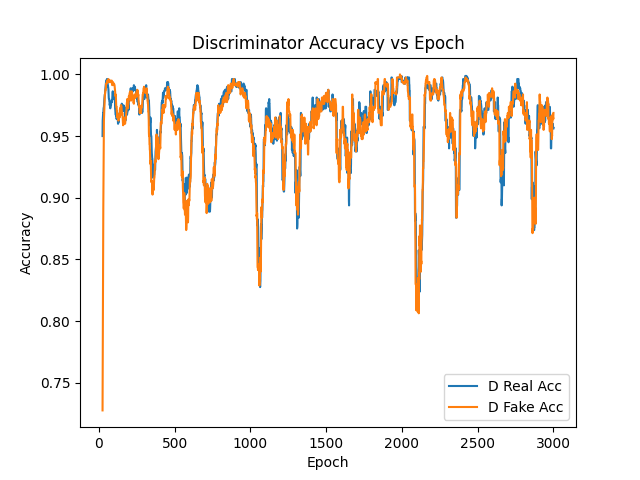 Discriminator Accuracy vs Epoch
1.00
0.95
0.90
0.85
0.80
0.75
Accuracy
D Real Acc
D Fake Acc
0 500 1000 1500 2000 2500 3000
Epoch